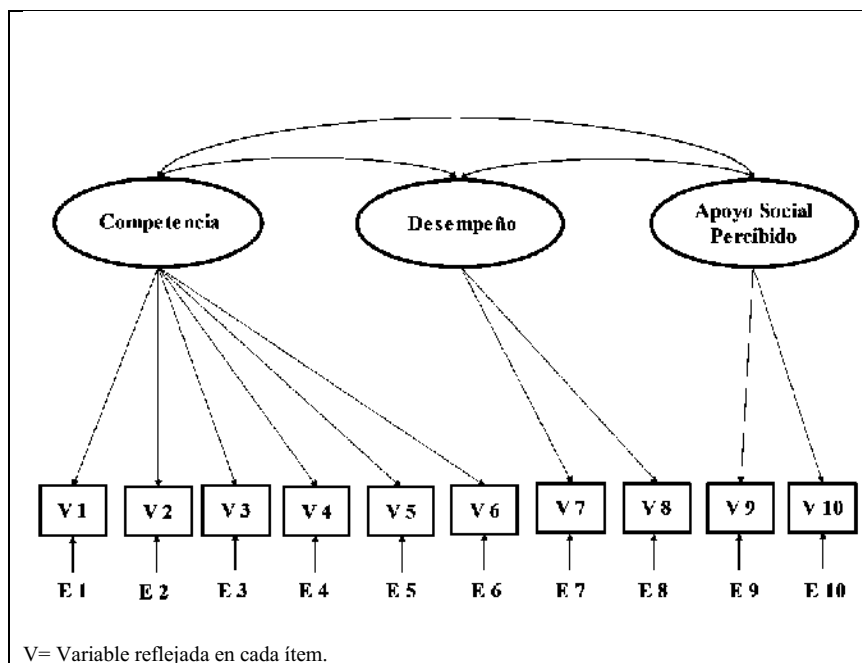 Competencia
Desempeño
Apoyo Social
Percibido
V 1
V 2
V 3
V 4
V 5
V 6
V 7
V 8
V 9
V 10
E 1
E 2
E 3
E 4
E 5
E 6
E 7
E 8
E 9
E 10
V= Variable reflejada en cada ítem.